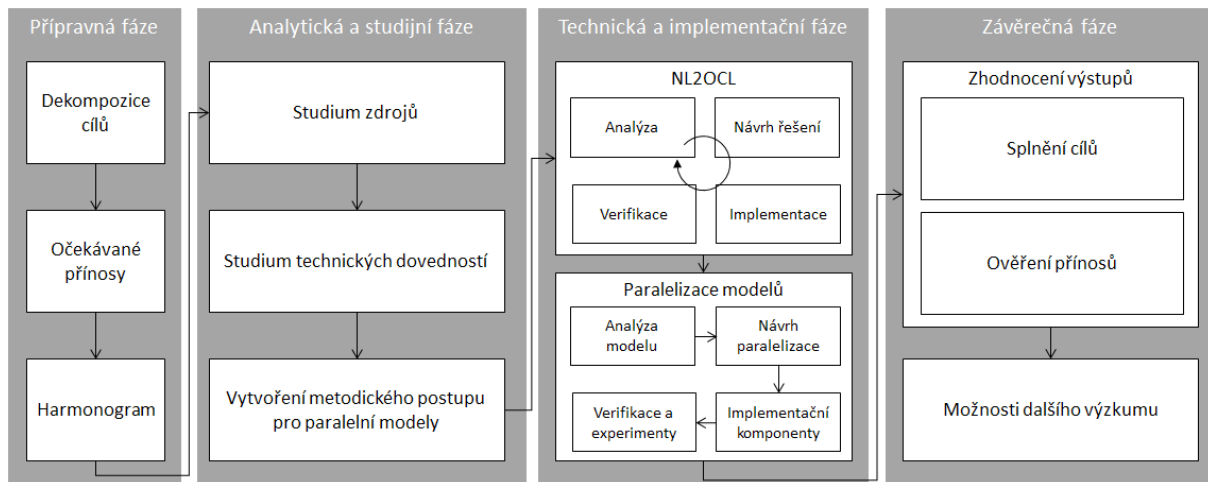 Přípravná fáze
Dekompozice
cílů
Očekávané
přínosy
Harmonogram
Analytická a studijní fáze
Studium zdrojů
Studium technických dovedností
Vytvoření metodického postupu
pro paralelní modely
Technická a implementační fáze
NL2OCL
Analýza
Návrh řešení
Verifikace
Implementace
Paralelizace modelů
Analýza
modelu
Návrh
paralelizace
Verifikace a
experimenty
Implementační
komponenty
Závěrečná fáze
Zhodnocení výstupů
Splnění cílů
Ověření přínosů
Možnosti dalšího výzkumu